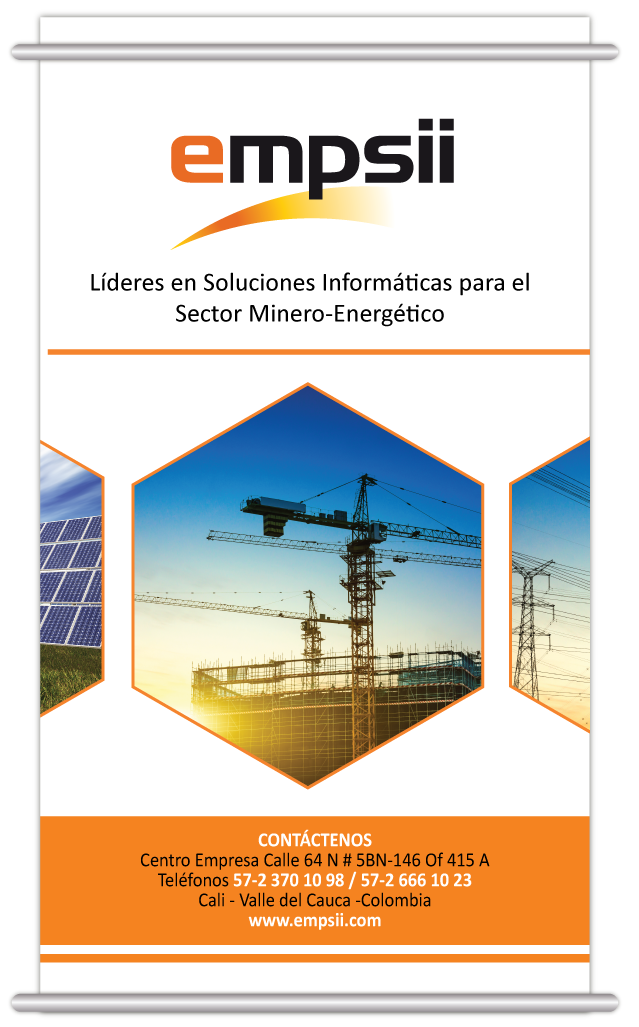 empsii
Líderes en Soluciones Informáticas para el
Sector Minero-Energético
CONTÁCTENOS
Centro Empresa Calle 64 N # 5BN-146 Of 415 A
Teléfonos 57-2 370 10 98 / 57-2 666 10 23
Cali - Valle del Cauca -Colombia
www.empsii.com